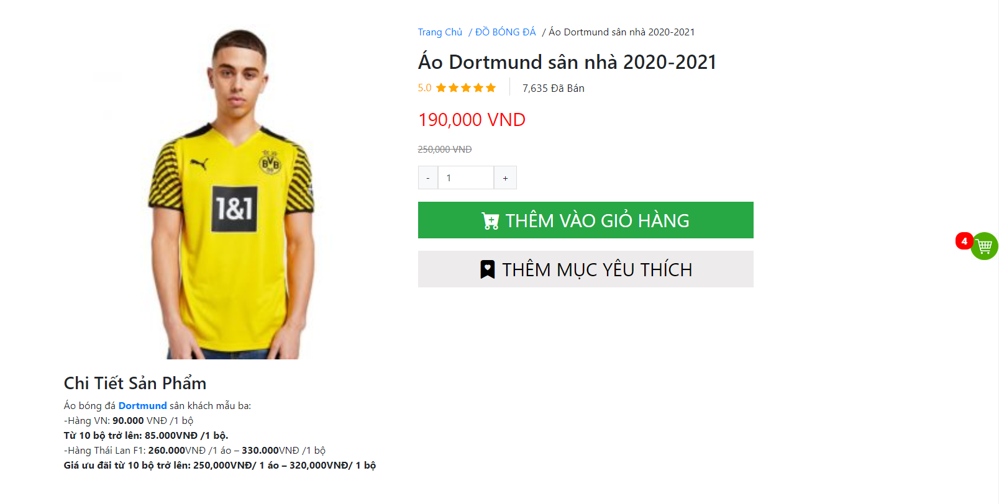 Trang Chủ / ĐỒ BÓNG ĐÁ / Áo Dortmund sân nhà 2020-2021
Áo Dortmund sân nhà 2020-2021
5.0 7,635 Đã Bán
190,000 VND
250,000 VND
- 1 +
THÊM VÀO GIỎ HÀNG
THÊM MỤC YÊU THÍCH
4
BVB
09
1&1
Chi Tiết Sản Phẩm
Áo bóng đá Dortmund sân khách mẫu ba:
-Hàng VN: 90.000 VNĐ /1 bộ
Từ 10 bộ trở lên: 85.000VNĐ /1 bộ.
-Hàng Thái Lan F1: 260.000VNĐ /1 áo – 330.000VNĐ /1 bộ
Giá ưu đãi từ 10 bộ trở lên: 250,000VNĐ/ 1 áo – 320,000VNĐ/ 1 bộ